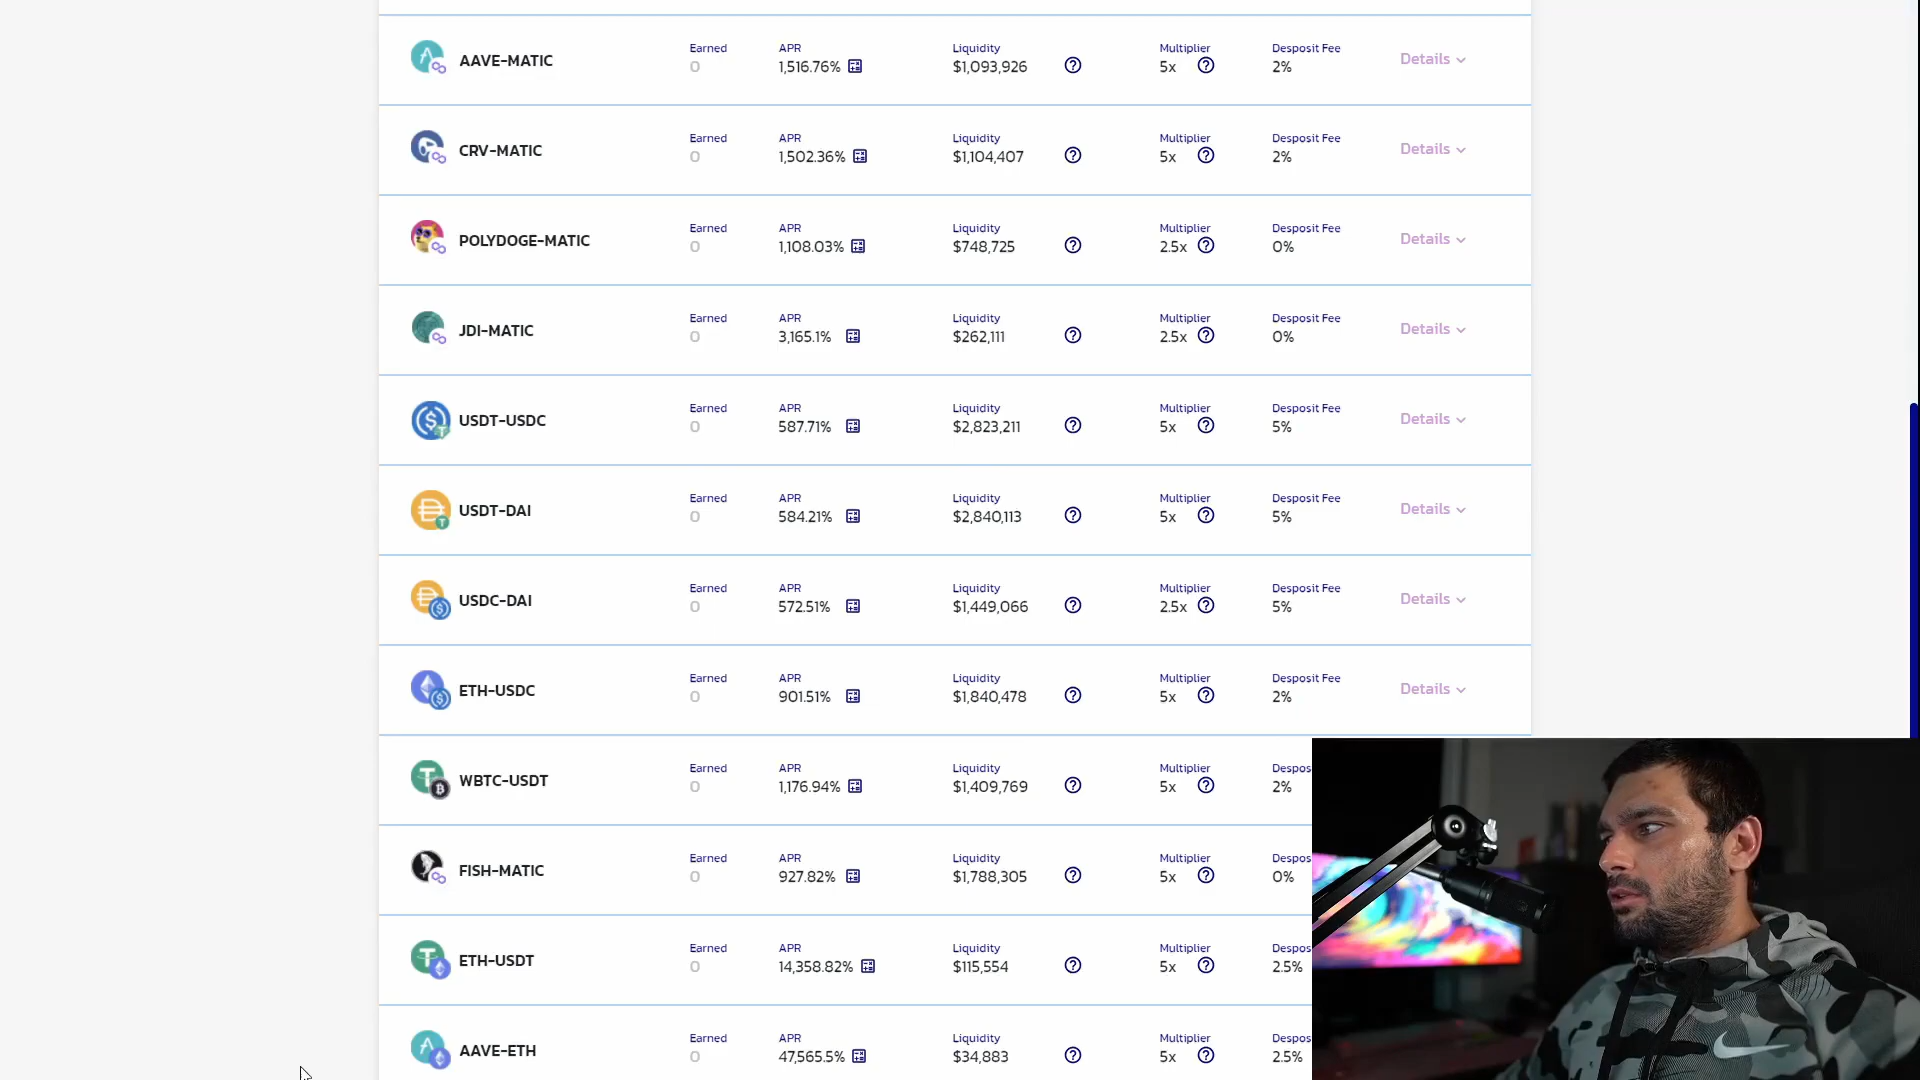 AAVE-MATIC Earned 0 APR 1,516.76% Liquidity $1,093,926 Multiplier 5x Desposit Fee 2% Details
CRV-MATIC Earned 0 APR 1,502.36% Liquidity $1,104,407 Multiplier 5x Desposit Fee 2% Details
POLYDOGE-MATIC Earned 0 APR 1,108.03% Liquidity $748,725 Multiplier 2.5x Desposit Fee 0% Details
JDI-MATIC Earned 0 APR 3,165.1% Liquidity $262,111 Multiplier 2.5x Desposit Fee 0% Details
USDT-USDC Earned 0 APR 587.71% Liquidity $2,823,211 Multiplier 5x Desposit Fee 5% Details
USDT-DAI Earned 0 APR 584.21% Liquidity $2,840,113 Multiplier 5x Desposit Fee 5% Details
USDC-DAI Earned 0 APR 572.51% Liquidity $1,449,066 Multiplier 2.5x Desposit Fee 5% Details
ETH-USDC Earned 0 APR 901.51% Liquidity $1,840,478 Multiplier 5x Desposit Fee 2% Details
WBTC-USDT Earned 0 APR 1,176.94% Liquidity $1,409,769 Multiplier 5x Despos 2%
FISH-MATIC Earned 0 APR 927.82% Liquidity $1,788,305 Multiplier 5x Despos 0%
ETH-USDT Earned 0 APR 14,358.82% Liquidity $115,554 Multiplier 5x Despos 2.5%
AAVE-ETH Earned 0 APR 47,565.5% Liquidity $34,883 Multiplier 5x Despos 2.5%